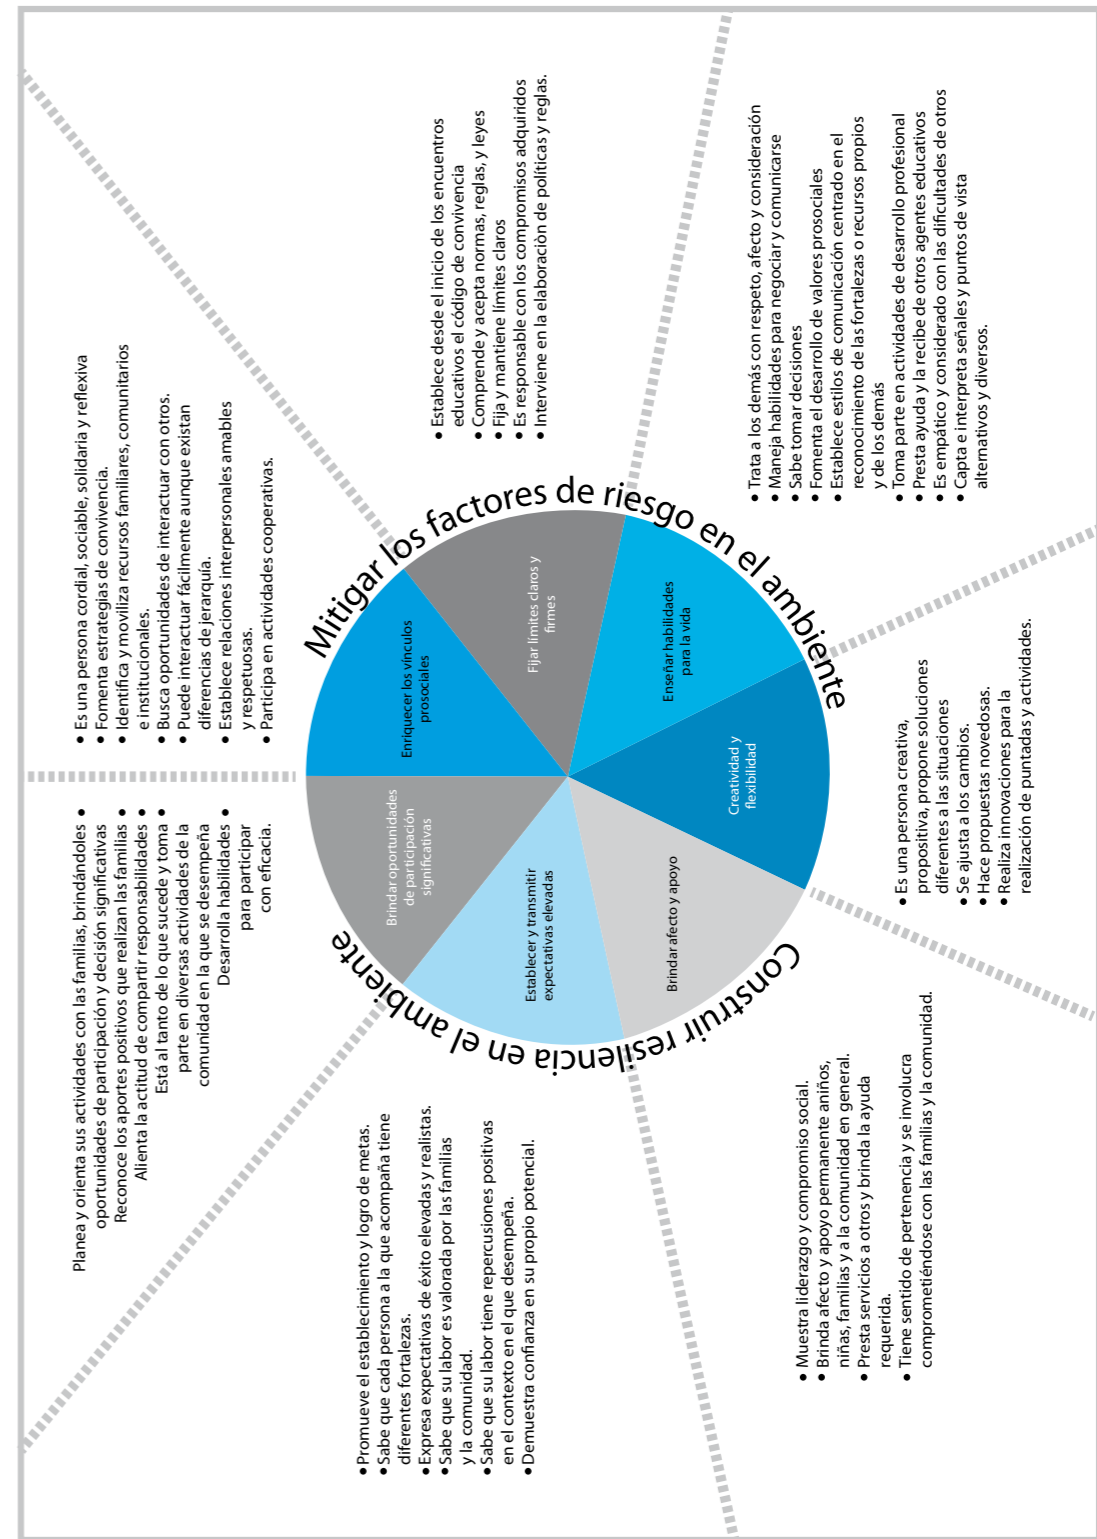 Mitigar los factores de riesgo en el ambiente
Construir resilencia en el ambiente
Enriquecer los vínculos
prosociales
Fijar límites claros y
firmes
Enseñar habilidades
para la vida
Creatividad y
flexibilidad
Brindar afecto y apoyo
Establecer y transmitir
expectativas elevadas
Brindar oportunidades
de participación
significativas
• Es una persona cordial, sociable, solidaria y reflexiva
• Fomenta estrategias de convivencia.
• Identifica y moviliza recursos familiares, comunitarios
e institucionales.
• Busca oportunidades de interactuar con otros.
• Puede interactuar fácilmente aunque existan
diferencias de jerarquía.
• Establece relaciones interpersonales amables
y respetuosas.
• Participa en actividades cooperativas.
• Establece desde el inicio de los encuentros
educativos el código de convivencia
• Comprende y acepta normas, reglas, y leyes
• Fija y mantiene límites claros
• Es responsable con los compromisos adquiridos
• Interviene en la elaboraciòn de políticas y reglas.
• Trata a los demás con respeto, afecto y consideración
• Maneja habilidades para negociar y comunicarse
• Sabe tomar decisiones
• Fomenta el desarrollo de valores prosociales
• Establece estilos de comunicación centrado en el
reconocimiento de las fortalezas o recursos propios
y de los demás
• Toma parte en actividades de desarrollo profesional
• Presta ayuda y la recibe de otros agentes educativos
• Es empático y considerado con las dificultades de otros
• Capta e interpreta señales y puntos de vista
alternativos y diversos.
• Es una persona creativa,
propositiva, propone soluciones
diferentes a las situaciones
• Se ajusta a los cambios.
• Hace propuestas novedosas.
• Realiza innovaciones para la
realización de puntadas y actividades.
• Muestra liderazgo y compromiso social.
• Brinda afecto y apoyo permanente aniños,
niñas, familias y a la comunidad en general.
• Presta servicios a otros y brinda la ayuda
requerida.
• Tiene sentido de pertenencia y se involucra
comprometiéndose con las familias y la comunidad.
• Promueve el establecimiento y logro de metas.
• Sabe que cada persona a la que acompaña tiene
diferentes fortalezas.
• Expresa expectativas de éxito elevadas y realistas.
• Sabe que su labor es valorada por las familias
y la comunidad.
• Sabe que su labor tiene repercusiones positivas
en el contexto en el que desempeña.
• Demuestra confianza en su propio potencial.
Planea y orienta sus actividades con las familias, brindándoles •
oportunidades de participación y decisión significativas
Reconoce los aportes positivos que realizan las familias •
Alienta la actitud de compartir responsabilidades •
Está al tanto de lo que sucede y toma •
parte en diversas actividades de la
comunidad en la que se desempeña
Desarrolla habilidades •
para participar
con eficacia.